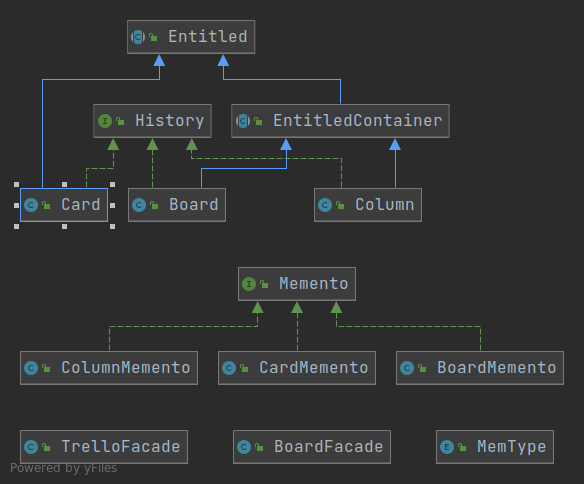 Entitled
History
EntitledContainer
Card
Board
Column
Memento
ColumnMemento
CardMemento
BoardMemento
TrelloFacade
BoardFacade
MemType
Powered by yFiles